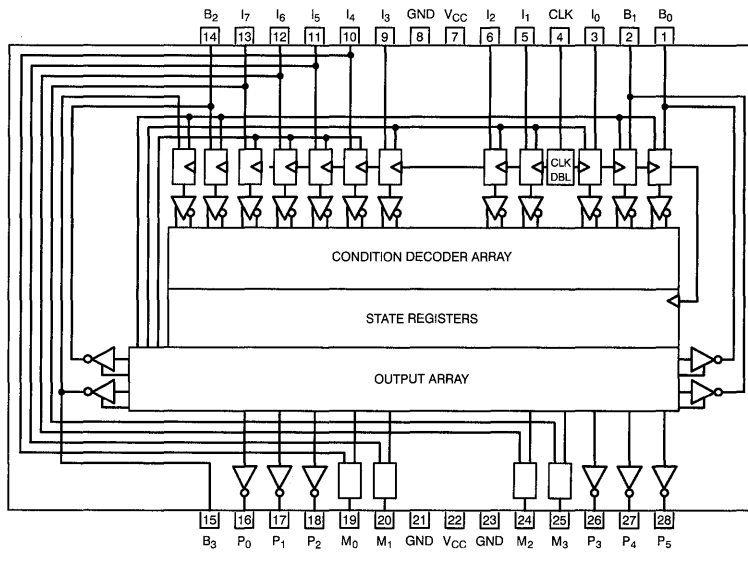 B2 I7 I6 I5 I4 I3 GND VCC I2 I1 CLK I0 B1 B0
14 13 12 11 10 9 8 7 6 5 4 3 2 1
CLK
DBL
CONDITION DECODER ARRAY
STATE REGISTERS
OUTPUT ARRAY
15 16 17 18 19 20 21 22 23 24 25 26 27 28
B3 P0 P1 P2 M0 M1 GND VCC GND M2 M3 P3 P4 P5